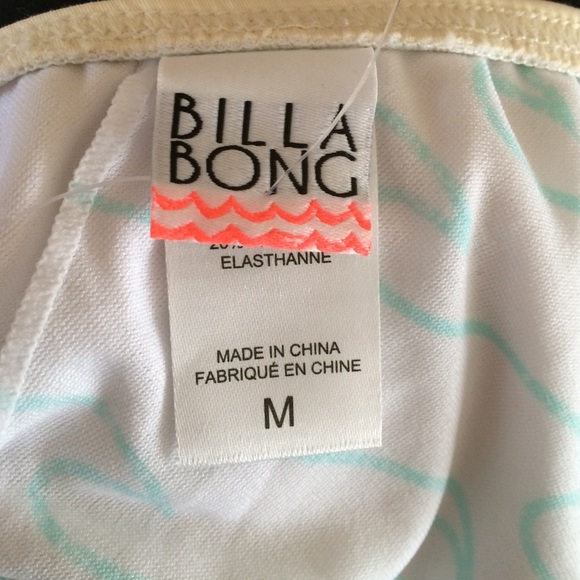 BILLA
BONG
ELASTHANNE
MADE IN CHINA
FABRIQUÉ EN CHINE
M